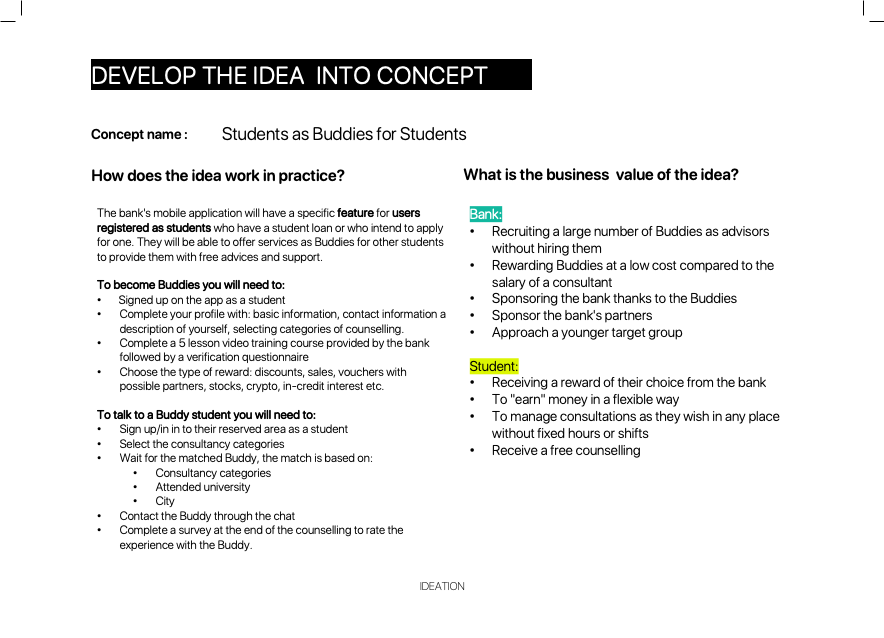 DEVELOP THE IDEA  INTO CONCEPT
Concept name :
Students as Buddies for Students
How does the idea work in practice?
The bank's mobile application will have a specific feature for users
registered as students who have a student loan or who intend to apply
for one. They will be able to offer services as Buddies for other students
to provide them with free advices and support.
To become Buddies you will need to:
• Signed up on the app as a student
• Complete your profile with: basic information, contact information a
description of yourself, selecting categories of counselling.
• Complete a 5 lesson video training course provided by the bank
followed by a verification questionnaire
• Choose the type of reward: discounts, sales, vouchers with
possible partners, stocks, crypto, in-credit interest etc.
To talk to a Buddy student you will need to:
• Sign up/in in to their reserved area as a student
• Select the consultancy categories
• Wait for the matched Buddy, the match is based on:
• Consultancy categories
• Attended university
• City
• Contact the Buddy through the chat
• Complete a survey at the end of the counselling to rate the
experience with the Buddy.
What is the business  value of the idea?
Bank:
• Recruiting a large number of Buddies as advisors
without hiring them
• Rewarding Buddies at a low cost compared to the
salary of a consultant
• Sponsoring the bank thanks to the Buddies
• Sponsor the bank's partners
• Approach a younger target group
Student:
• Receiving a reward of their choice from the bank
• To "earn" money in a flexible way
• To manage consultations as they wish in any place
without fixed hours or shifts
• Receive a free counselling
IDEATION